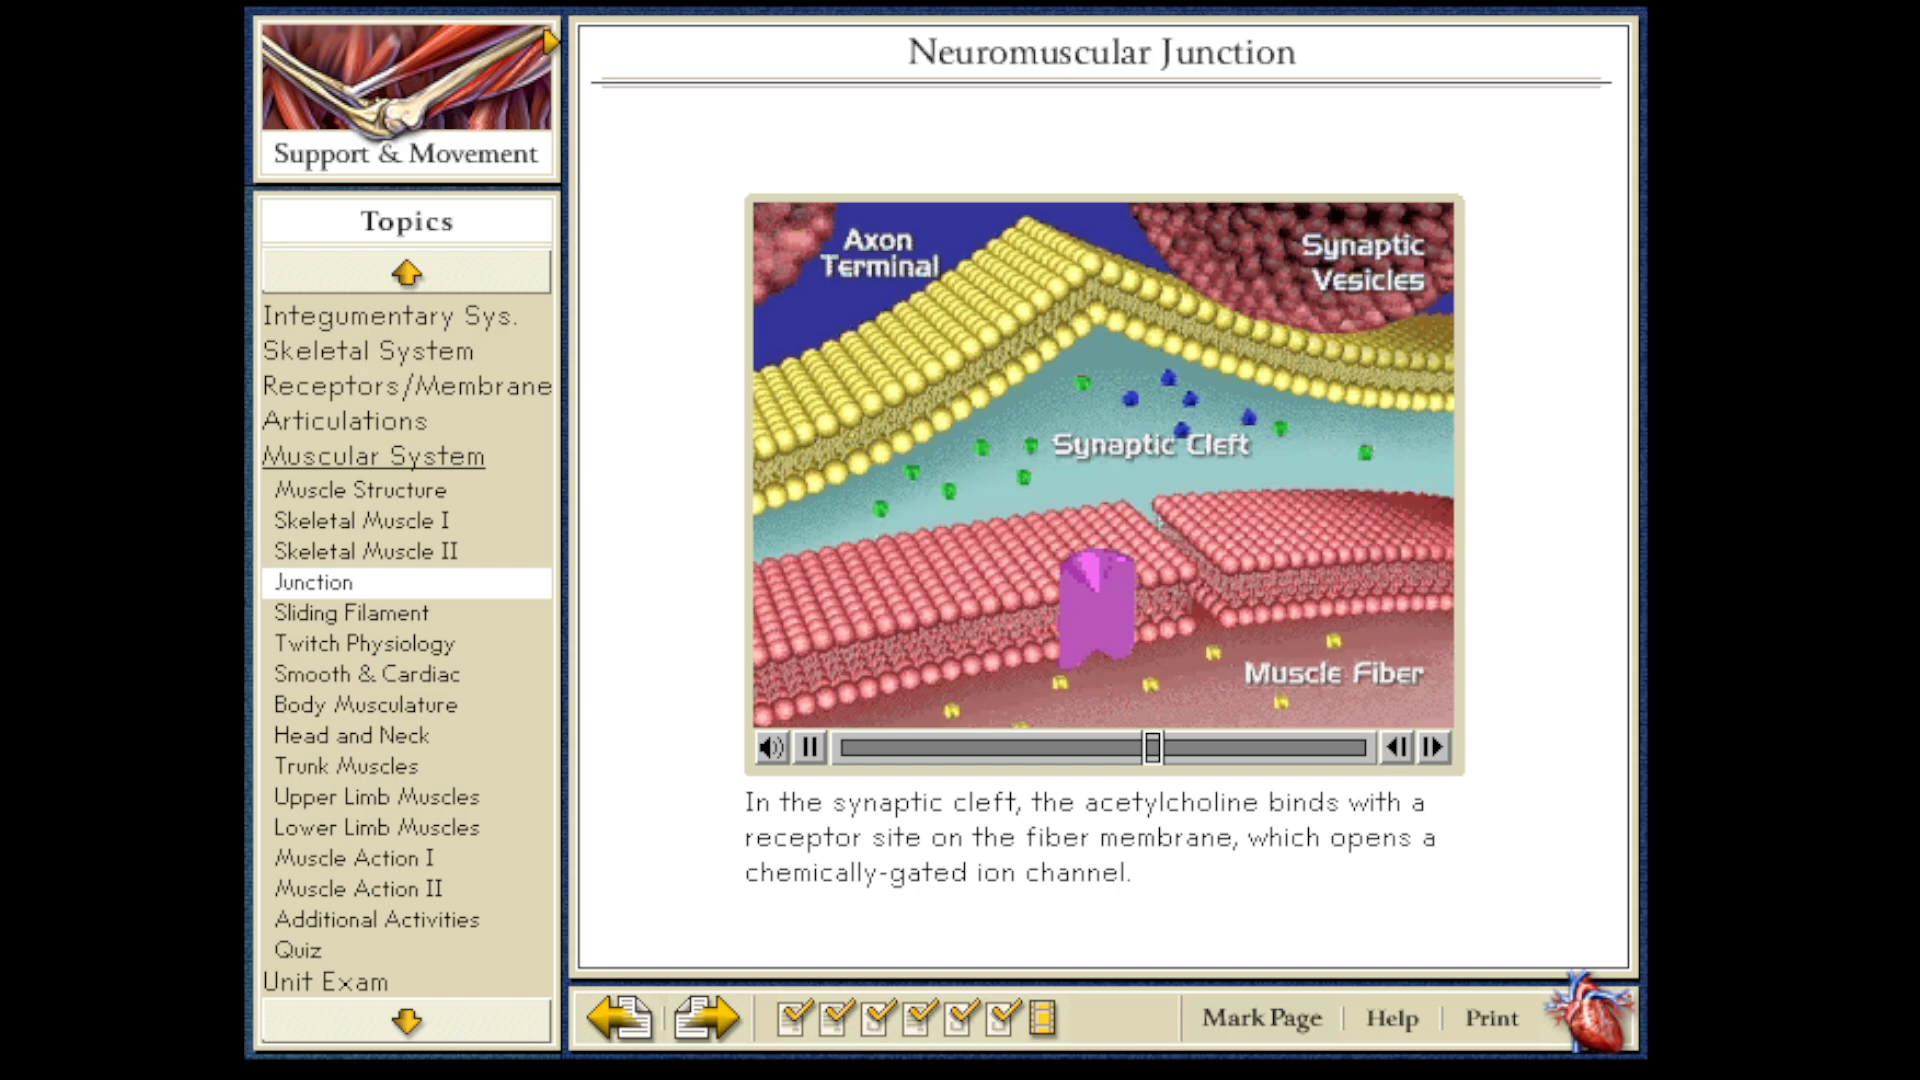 Support & Movement
Topics
Integumentary Sys.
Skeletal System
Receptors/Membrane
Articulations
Muscular System
Muscle Structure
Skeletal Muscle I
Skeletal Muscle II
Junction
Sliding Filament
Twitch Physiology
Smooth & Cardiac
Body Musculature
Head and Neck
Trunk Muscles
Upper Limb Muscles
Lower Limb Muscles
Muscle Action I
Muscle Action II
Additional Activities
Quiz
Unit Exam
Neuromuscular Junction
Axon
Terminal
Synaptic
Vesicles
Synaptic Cleft
Muscle Fiber
In the synaptic cleft, the acetylcholine binds with a
receptor site on the fiber membrane, which opens a
chemically-gated ion channel.
Mark Page
Help
Print